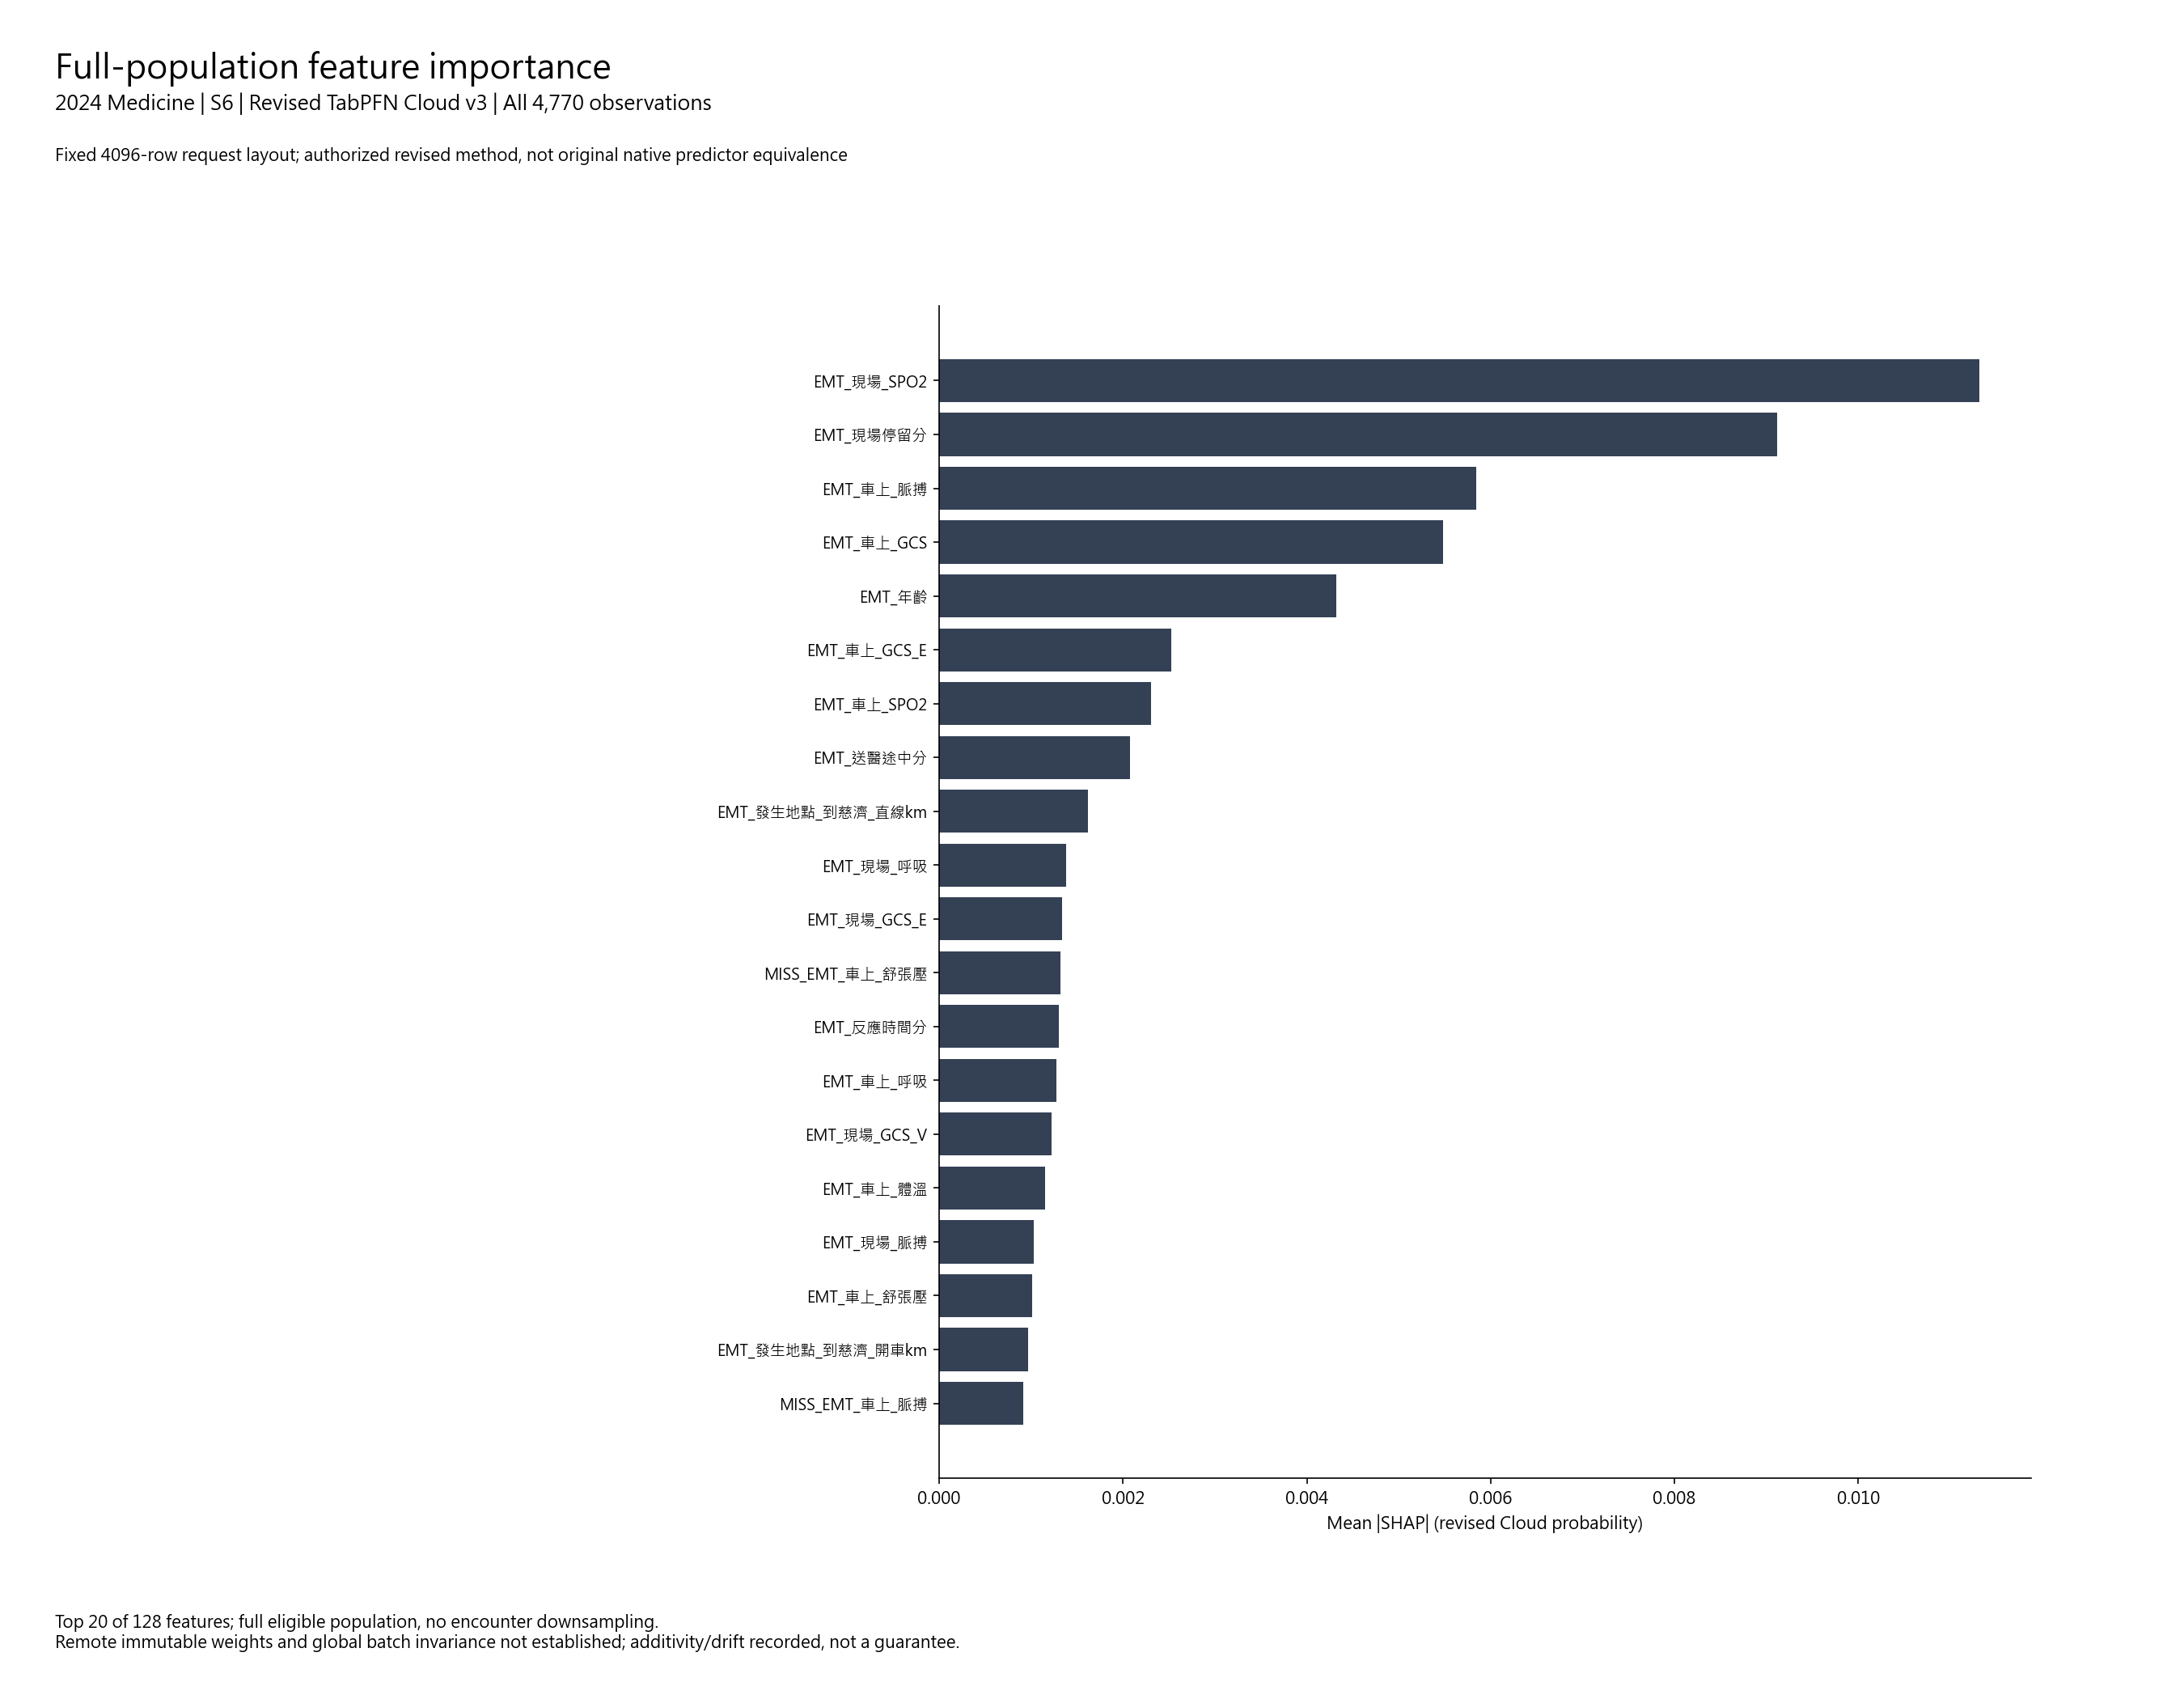 Full-population feature importance
2024 Medicine | S6 | Revised TabPFN Cloud v3 | All 4,770 observations
Fixed 4096-row request layout; authorized revised method, not original native predictor equivalence
EMT_現場_SPO2
EMT_現場停留分
EMT_車上_脈搏
EMT_車上_GCS
EMT_年齡
EMT_車上_GCS_E
EMT_車上_SPO2
EMT_送醫途中分
EMT_發生地點_到慈濟_直線km
EMT_現場_呼吸
EMT_現場_GCS_E
MISS_EMT_車上_舒張壓
EMT_反應時間分
EMT_車上_呼吸
EMT_現場_GCS_V
EMT_車上_體溫
EMT_現場_脈搏
EMT_車上_舒張壓
EMT_發生地點_到慈濟_開車km
MISS_EMT_車上_脈搏
0.000 0.002 0.004 0.006 0.008 0.010
Mean |SHAP| (revised Cloud probability)
Top 20 of 128 features; full eligible population, no encounter downsampling.
Remote immutable weights and global batch invariance not established; additivity/drift recorded, not a guarantee.